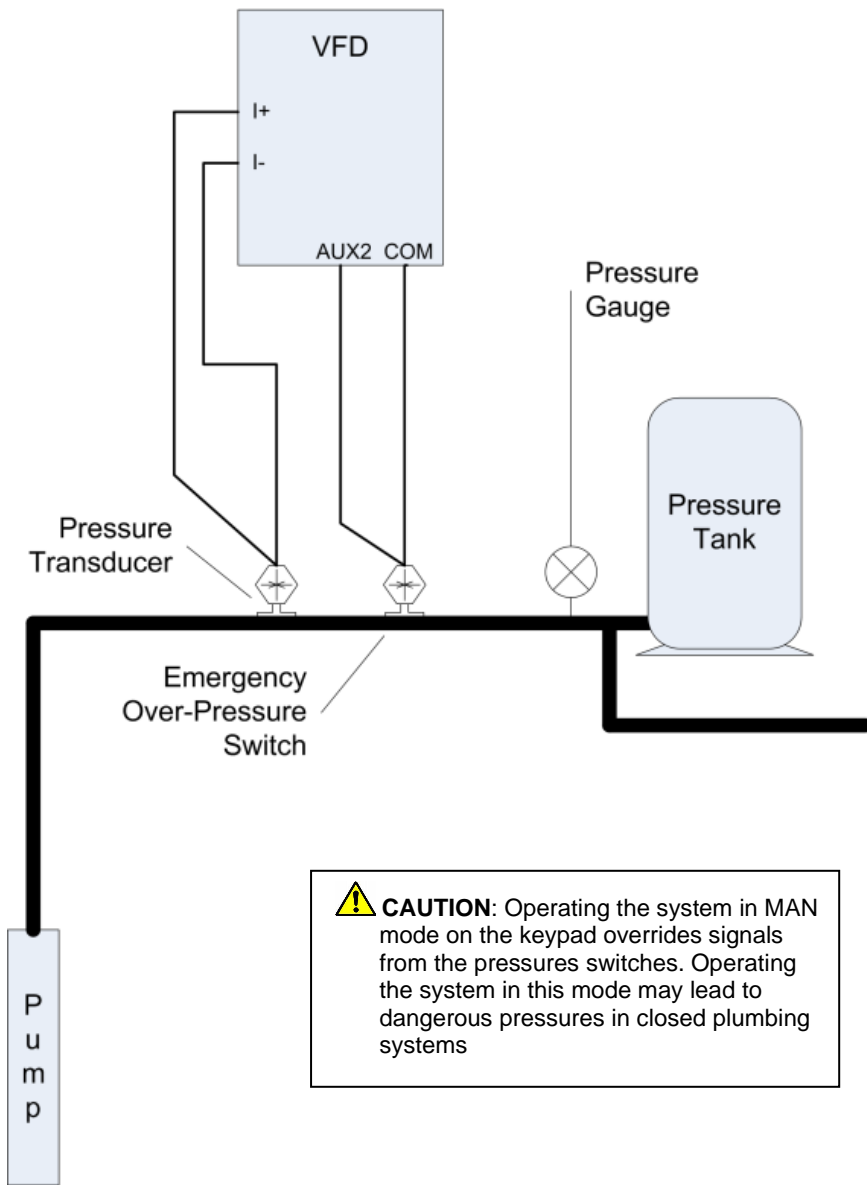 VFD
I+
I-
AUX2 COM
Pressure
Gauge
Pressure
Tank
Pressure
Transducer
Emergency
Over-Pressure
Switch
CAUTION: Operating the system in MAN
mode on the keypad overrides signals
from the pressures switches. Operating
the system in this mode may lead to
dangerous pressures in closed plumbing
systems
P
u
m
p